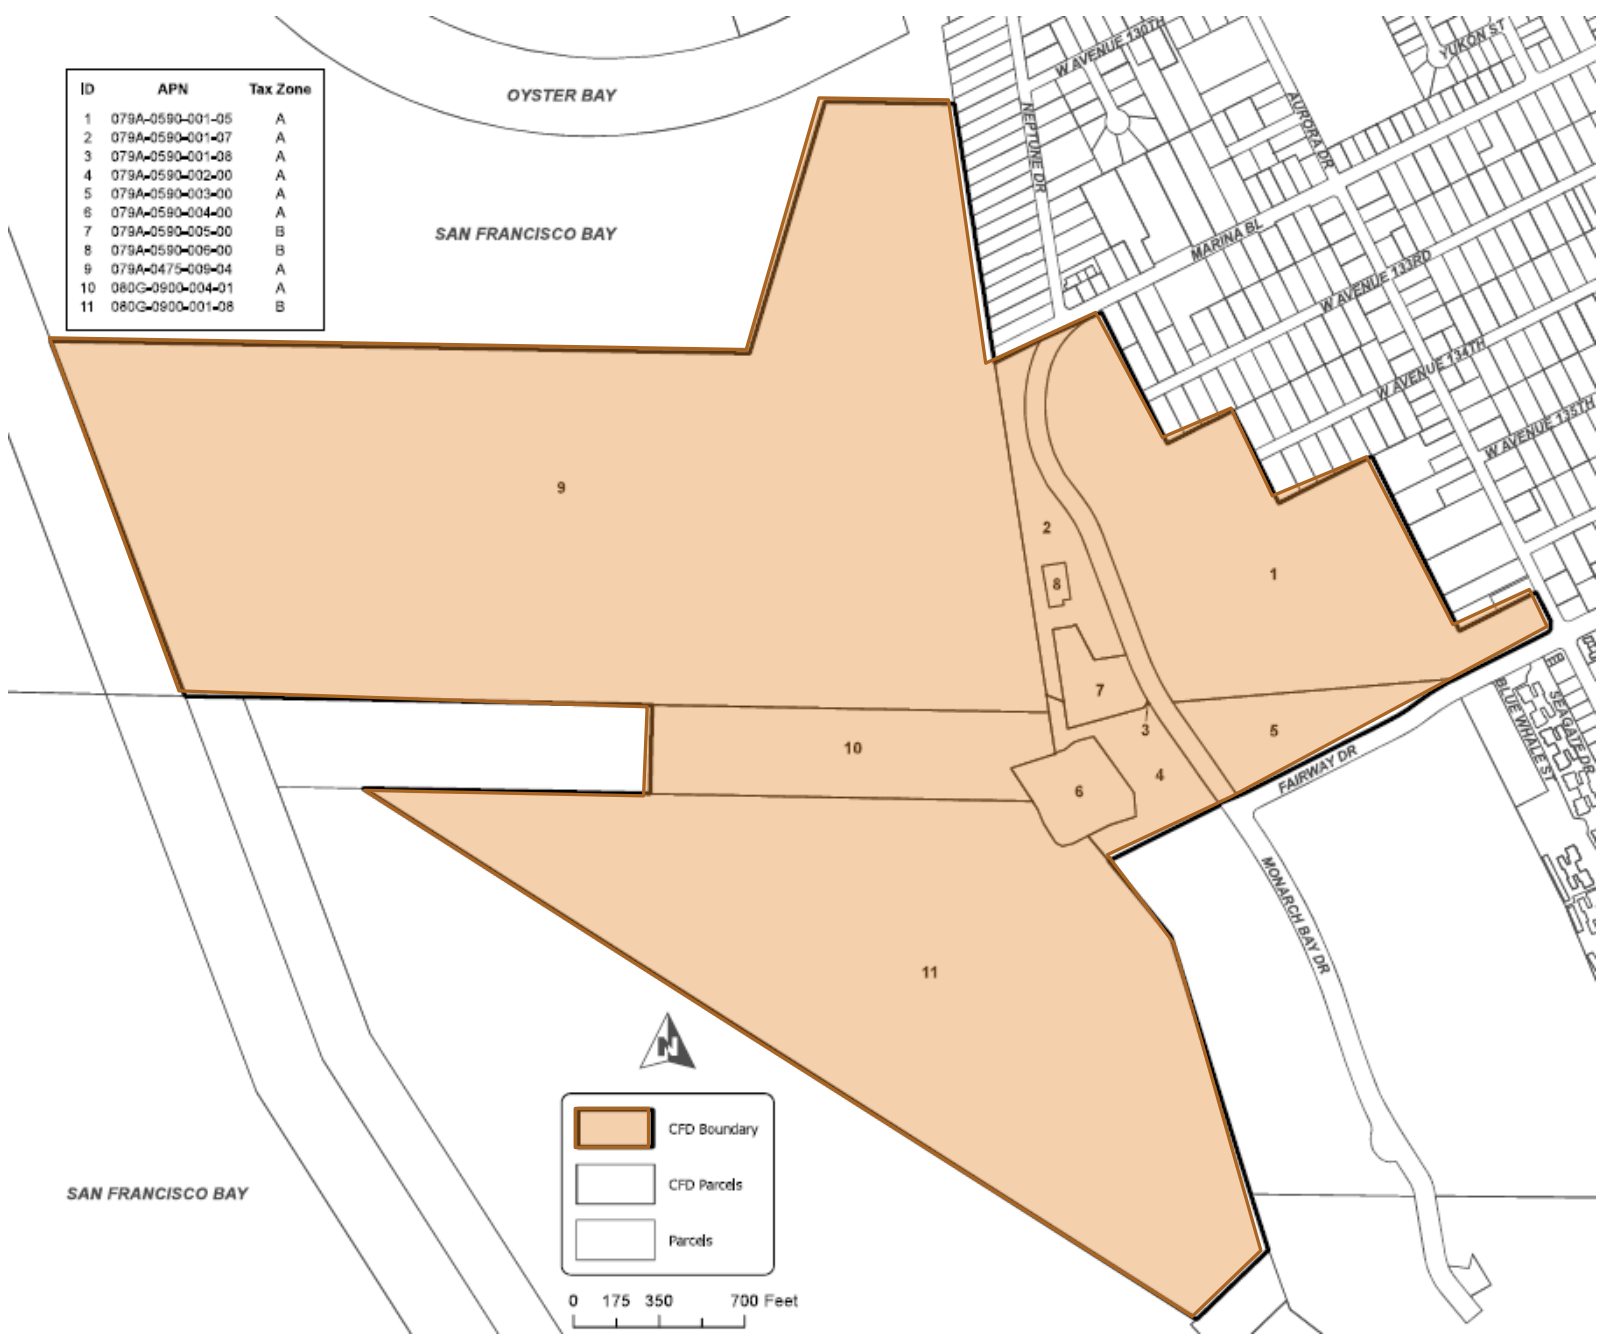 ID APN Tax Zone
1 079A-0590-001-05 A
2 079A-0590-001-07 A
3 079A-0590-001-08 A
4 079A-0590-002-00 A
5 079A-0590-003-00 A
6 079A-0590-004-00 A
7 079A-0590-005-00 B
8 079A-0590-006-00 B
9 079A-0475-009-04 A
10 080G-0900-004-01 A
11 080G-0900-001-08 B
OYSTER BAY
SAN FRANCISCO BAY
W AVENUE 130TH
YUKON ST
NEPTUNE DR
AURORA DR
MARINA BL
W AVENUE 133RD
W AVENUE 134TH
W AVENUE 135TH
9
2
8
1
7
3
5
10
4
6
11
FAIRWAY DR
BLUE WHALE ST
SEAGATE DR
MONARCH BAY DR
N
SAN FRANCISCO BAY
CFD Boundary
CFD Parcels
Parcels
0 175 350 700 Feet